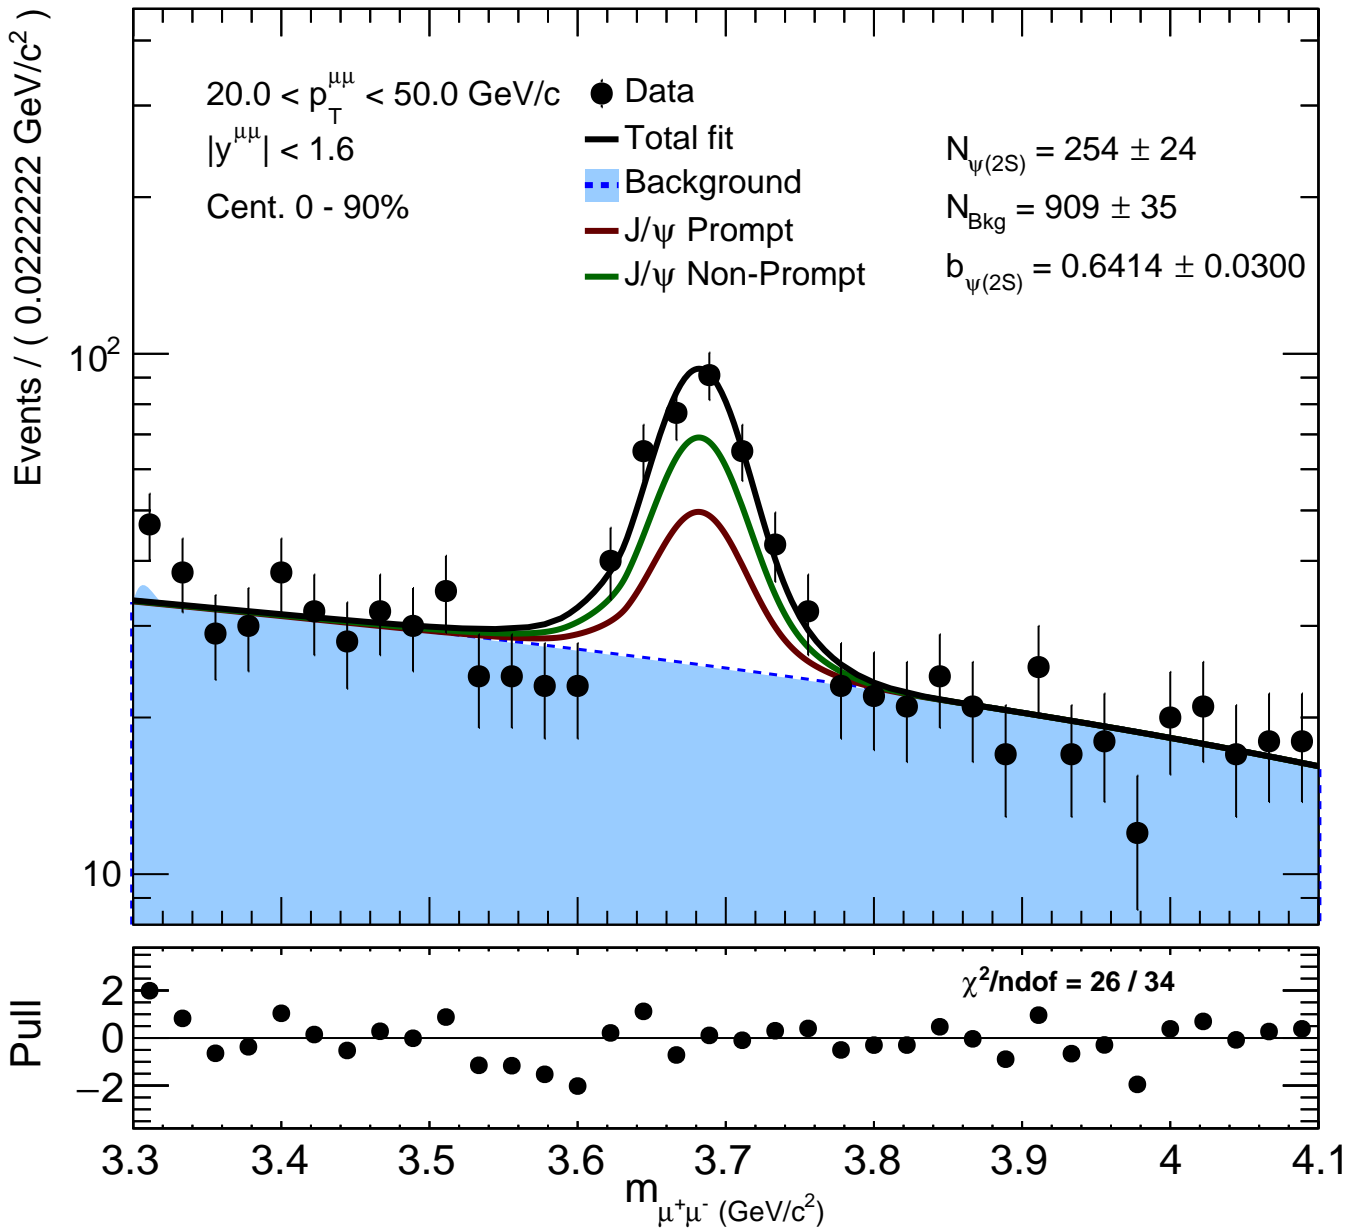 Events / ( 0.0222222 GeV/c²)
20.0 < p_T^μμ < 50.0 GeV/c
|y^μμ| < 1.6
Cent. 0 - 90%
Data
Total fit
Background
J/ψ Prompt
J/ψ Non-Prompt
N_ψ(2S) = 254 ± 24
N_Bkg = 909 ± 35
b_ψ(2S) = 0.6414 ± 0.0300
10²
10
Pull
2
0
−2
χ²/ndof = 26 / 34
3.3 3.4 3.5 3.6 3.7 3.8 3.9 4 4.1
m_μ⁺μ⁻ (GeV/c²)